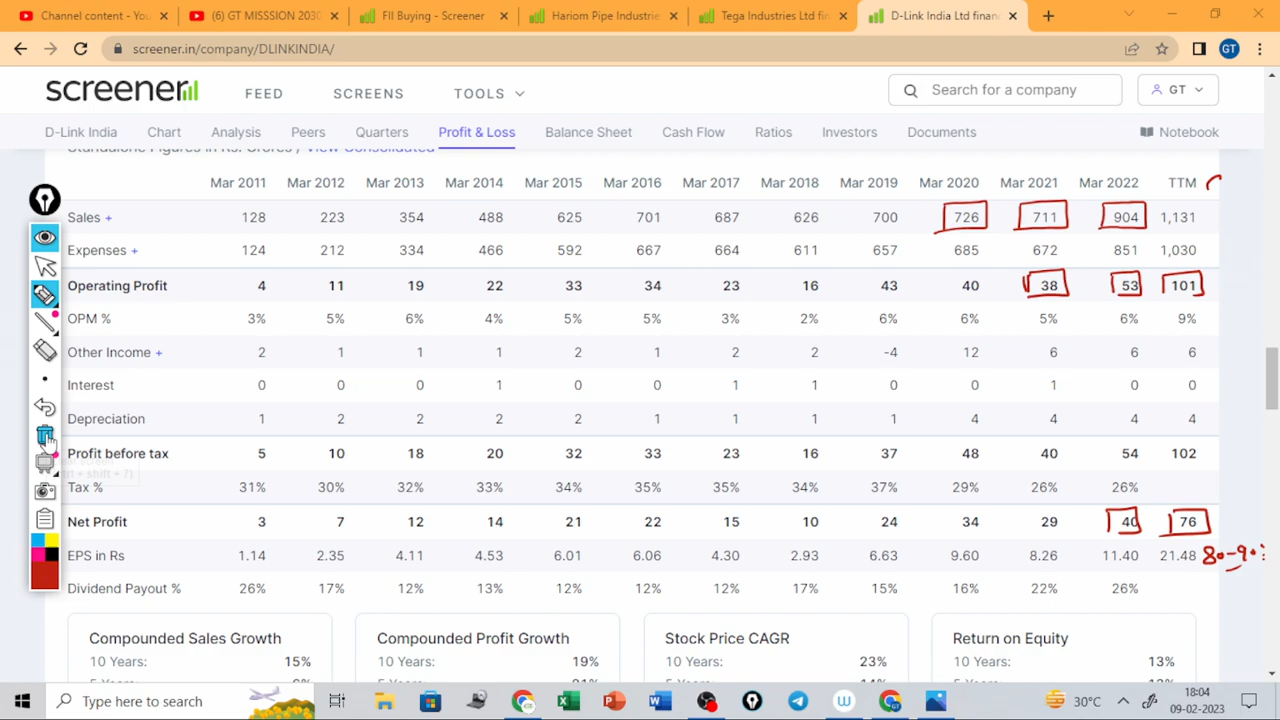 Channel content - You
(6) GT MISSSION 2030
FII Buying - Screener
Hariom Pipe Industries
Tega Industries Ltd fin
D-Link India Ltd financ
screener.in/company/DLINKINDIA/
GT
screener FEED SCREENS TOOLS Search for a company GT
D-Link India Chart Analysis Peers Quarters Profit & Loss Balance Sheet Cash Flow Ratios Investors Documents Notebook
Standalone Figures in Rs. Crores / View Consolidated
Mar 2011 Mar 2012 Mar 2013 Mar 2014 Mar 2015 Mar 2016 Mar 2017 Mar 2018 Mar 2019 Mar 2020 Mar 2021 Mar 2022 TTM
Sales + 128 223 354 488 625 701 687 626 700 726 711 904 1,131
Expenses + 124 212 334 466 592 667 664 611 657 685 672 851 1,030
Operating Profit 4 11 19 22 33 34 23 16 43 40 38 53 101
OPM % 3% 5% 6% 4% 5% 5% 3% 2% 6% 6% 5% 6% 9%
Other Income + 2 1 1 1 2 1 2 2 -4 12 6 6 6
Interest 0 0 0 1 0 0 1 1 0 0 1 0 0
Depreciation 1 2 2 2 2 1 1 1 1 4 4 4 4
Profit before tax 5 10 18 20 32 33 23 16 37 48 40 54 102
Tax % 31% 30% 32% 33% 34% 35% 35% 34% 37% 29% 26% 26%
Net Profit 3 7 12 14 21 22 15 10 24 34 29 40 76
EPS in Rs 1.14 2.35 4.11 4.53 6.01 6.06 4.30 2.93 6.63 9.60 8.26 11.40 21.48 80-90
Dividend Payout % 26% 17% 12% 13% 12% 12% 12% 17% 15% 16% 22% 26%
Compounded Sales Growth Compounded Profit Growth Stock Price CAGR Return on Equity
10 Years: 15% 10 Years: 19% 10 Years: 23% 10 Years: 13%
Type here to search
30°C
18:04
09-02-2023